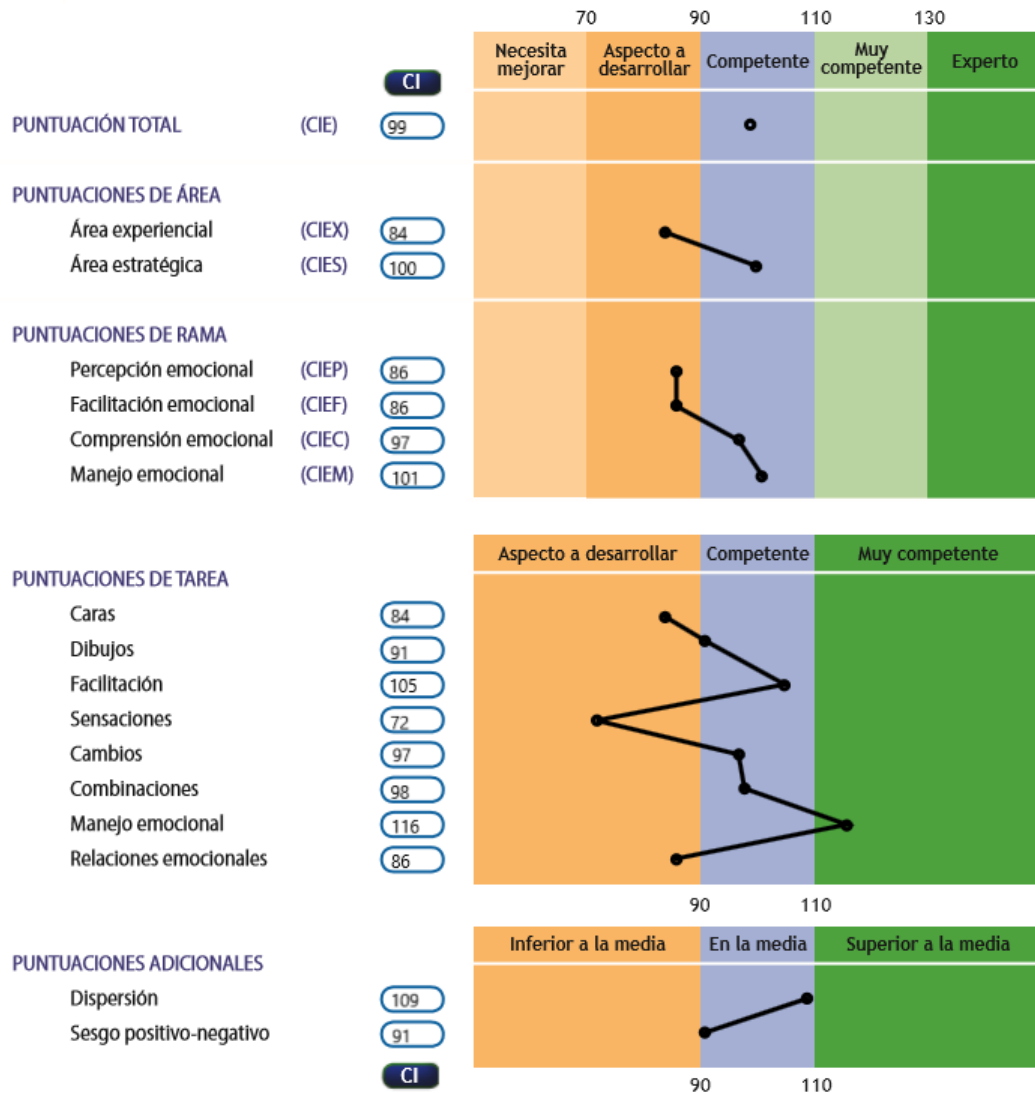 70 90 110 130
Necesita mejorar Aspecto a desarrollar Competente Muy competente Experto
CI
PUNTUACIÓN TOTAL (CIE) 99
PUNTUACIONES DE ÁREA
Área experiencial (CIEX) 84
Área estratégica (CIES) 100
PUNTUACIONES DE RAMA
Percepción emocional (CIEP) 86
Facilitación emocional (CIEF) 86
Comprensión emocional (CIEC) 97
Manejo emocional (CIEM) 101
Aspecto a desarrollar Competente Muy competente
PUNTUACIONES DE TAREA
Caras 84
Dibujos 91
Facilitación 105
Sensaciones 72
Cambios 97
Combinaciones 98
Manejo emocional 116
Relaciones emocionales 86
90 110
Inferior a la media En la media Superior a la media
PUNTUACIONES ADICIONALES
Dispersión 109
Sesgo positivo-negativo 91
CI
90 110